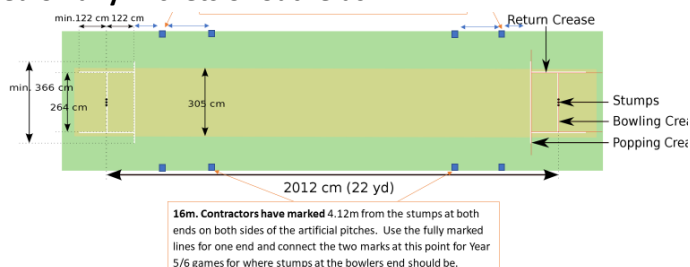 min.122 cm 122 cm
Return Crease
min. 366 cm
264 cm
305 cm
Stumps
Bowling Crea
Popping Crea
2012 cm (22 yd)
16m. Contractors have marked 4.12m from the stumps at both
ends on both sides of the artificial pitches. Use the fully marked
lines for one end and connect the two marks at this point for Year
5/6 games for where stumps at the bowlers end should be.